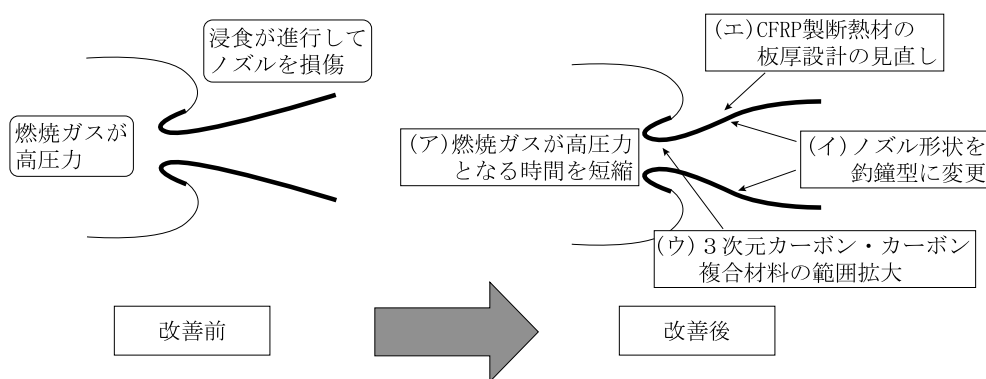 浸食が進行して
ノズルを損傷
燃焼ガスが
高圧力
改善前
(エ)CFRP製断熱材の
板厚設計の見直し
(ア)燃焼ガスが高圧力
となる時間を短縮
(イ)ノズル形状を
釣鐘型に変更
(ウ)３次元カーボン・カーボン
複合材料の範囲拡大
改善後